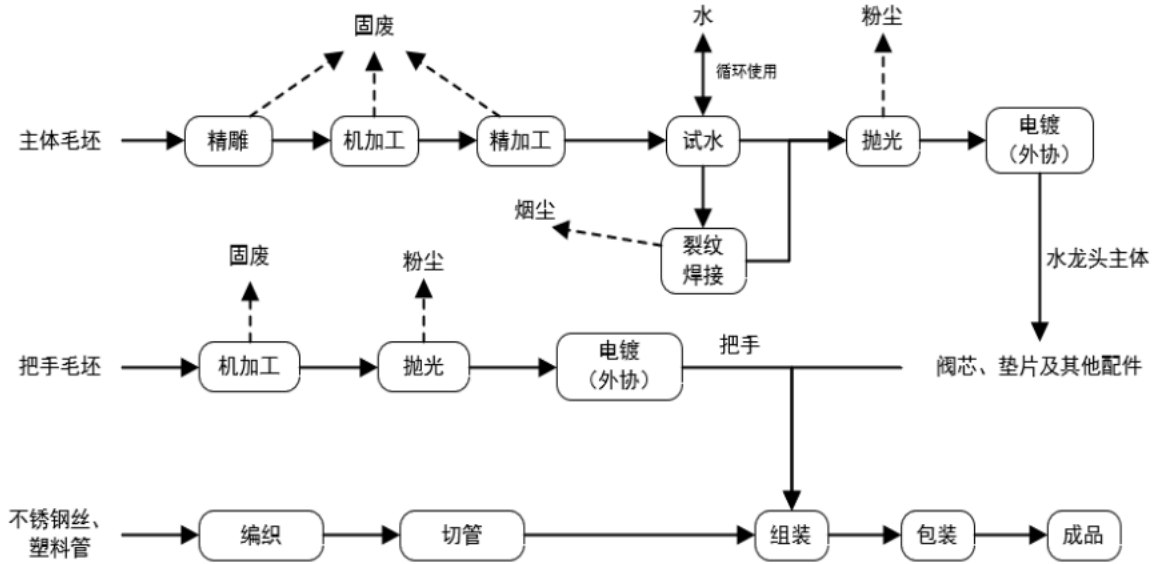 固废
水
粉尘
循环使用
主体毛坯
精雕
机加工
精加工
试水
抛光
电镀
（外协）
烟尘
裂纹
焊接
水龙头主体
固废
粉尘
把手毛坯
机加工
抛光
电镀
（外协）
把手
阀芯、垫片及其他配件
不锈钢丝、
塑料管
编织
切管
组装
包装
成品